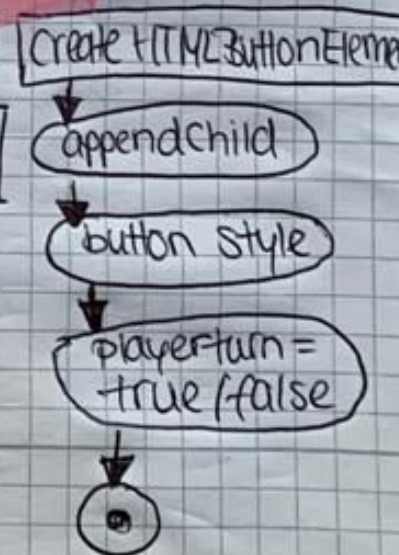 Create HTMLButtonEleme
appendChild
button style
playerturn =
true/false